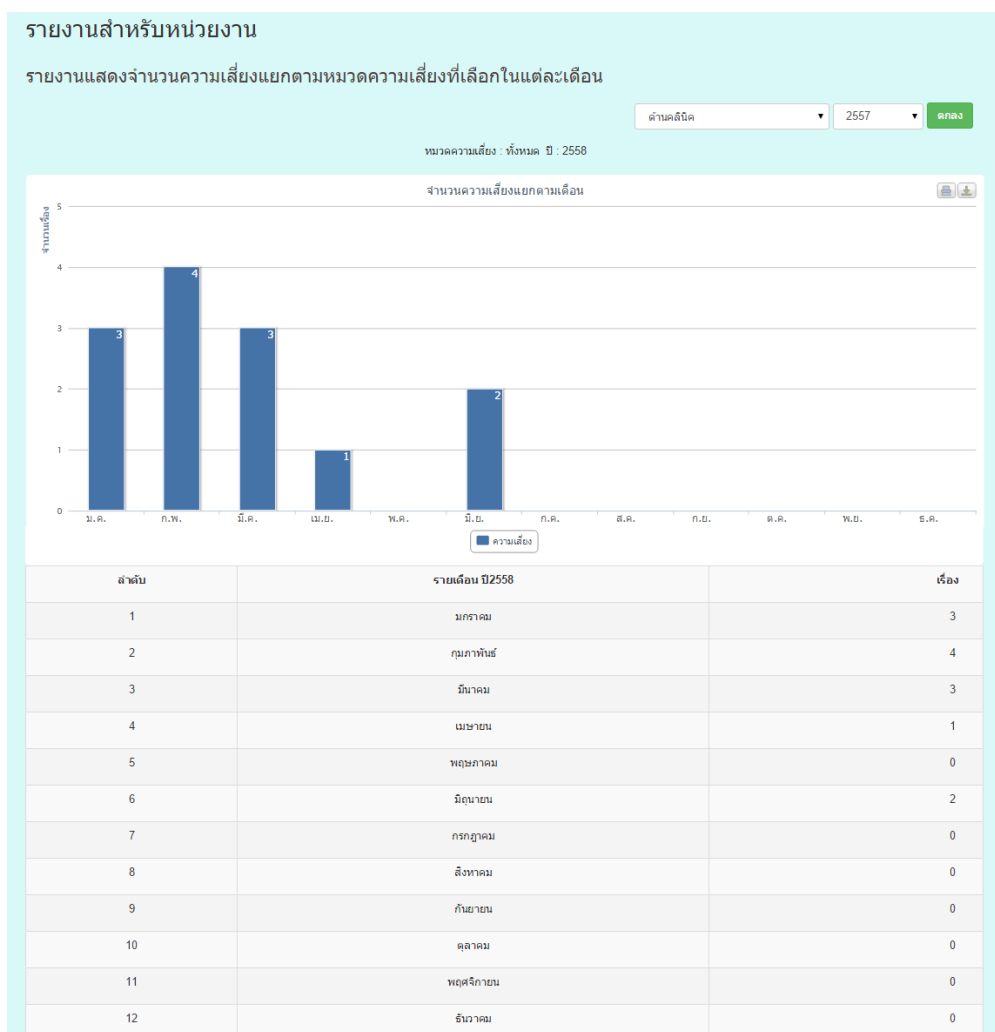 รายงานสำหรับหน่วยงาน
รายงานแสดงจำนวนความเสี่ยงแยกตามหมวดความเสี่ยงที่เลือกในแต่ละเดือน
ด้านคลินิค 2557 ตกลง
หมวดความเสี่ยง : ทั้งหมด ปี : 2558
จำนวนความเสี่ยงแยกตามเดือน
จำนวนเรื่อง
5
4
3
2
1
0
3 4 3 1 2
ม.ค. ก.พ. มี.ค. เม.ย. พ.ค. มิ.ย. ก.ค. ส.ค. ก.ย. ต.ค. พ.ย. ธ.ค.
ความเสี่ยง
ลำดับ รายเดือน ปี2558 เรื่อง
1 มกราคม 3
2 กุมภาพันธ์ 4
3 มีนาคม 3
4 เมษายน 1
5 พฤษภาคม 0
6 มิถุนายน 2
7 กรกฎาคม 0
8 สิงหาคม 0
9 กันยายน 0
10 ตุลาคม 0
11 พฤศจิกายน 0
12 ธันวาคม 0